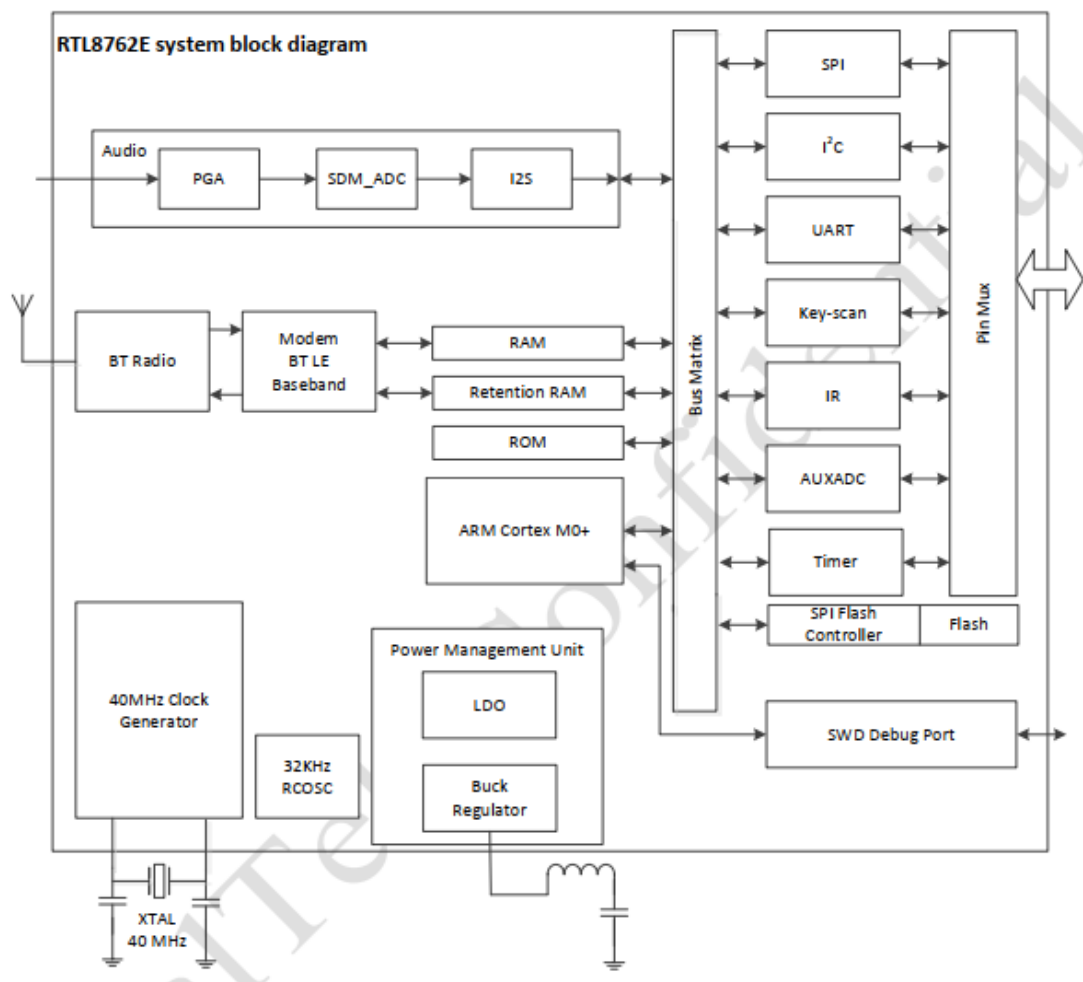 RTL8762E system block diagram
Audio
PGA
SDM_ADC
I2S
BT Radio
Modem
BT LE
Baseband
RAM
Retention RAM
ROM
ARM Cortex M0+
40MHz Clock
Generator
32KHz
RCOSC
Power Management Unit
LDO
Buck
Regulator
XTAL
40 MHz
Bus Matrix
SPI
I²C
UART
Key-scan
IR
AUXADC
Timer
SPI Flash
Controller
Flash
SWD Debug Port
Pin Mux